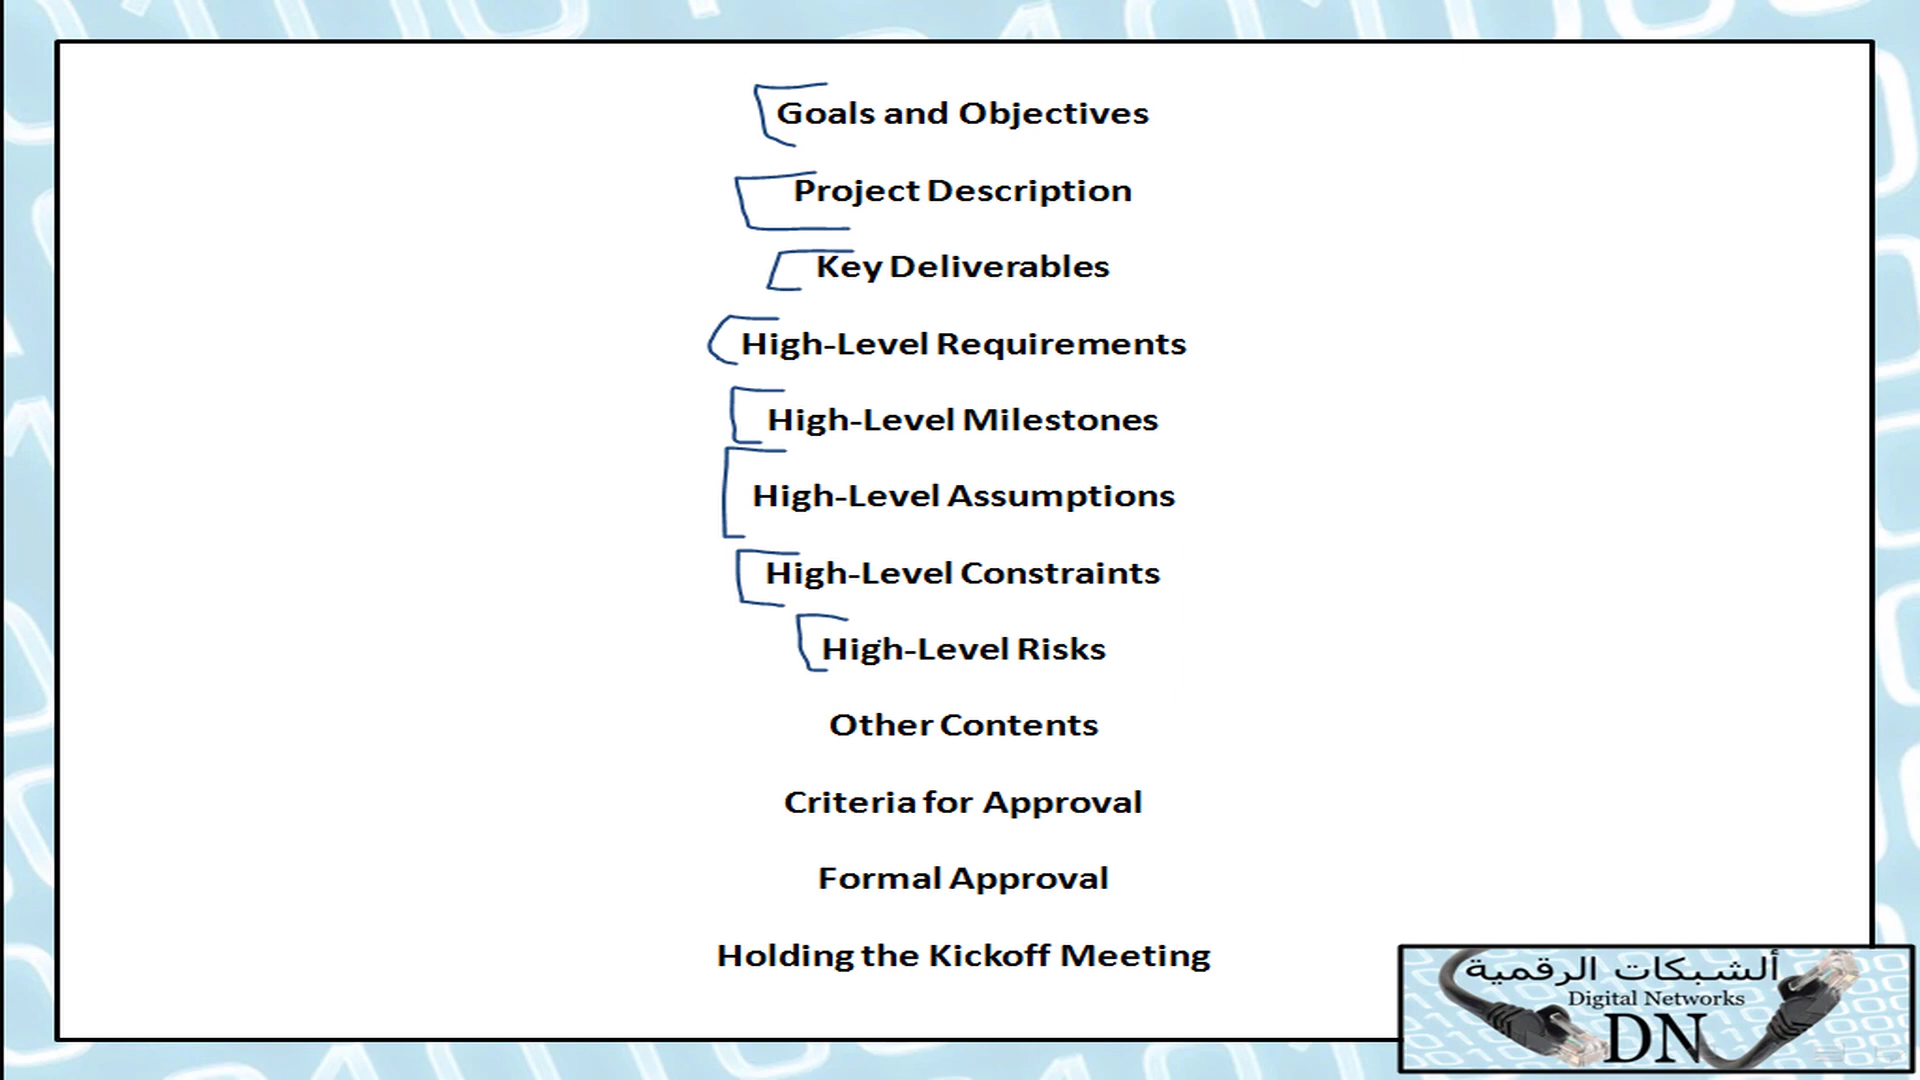 Goals and Objectives
Project Description
Key Deliverables
High-Level Requirements
High-Level Milestones
High-Level Assumptions
High-Level Constraints
High-Level Risks
Other Contents
Criteria for Approval
Formal Approval
Holding the Kickoff Meeting
ألشبكات الرقمية
Digital Networks
DN